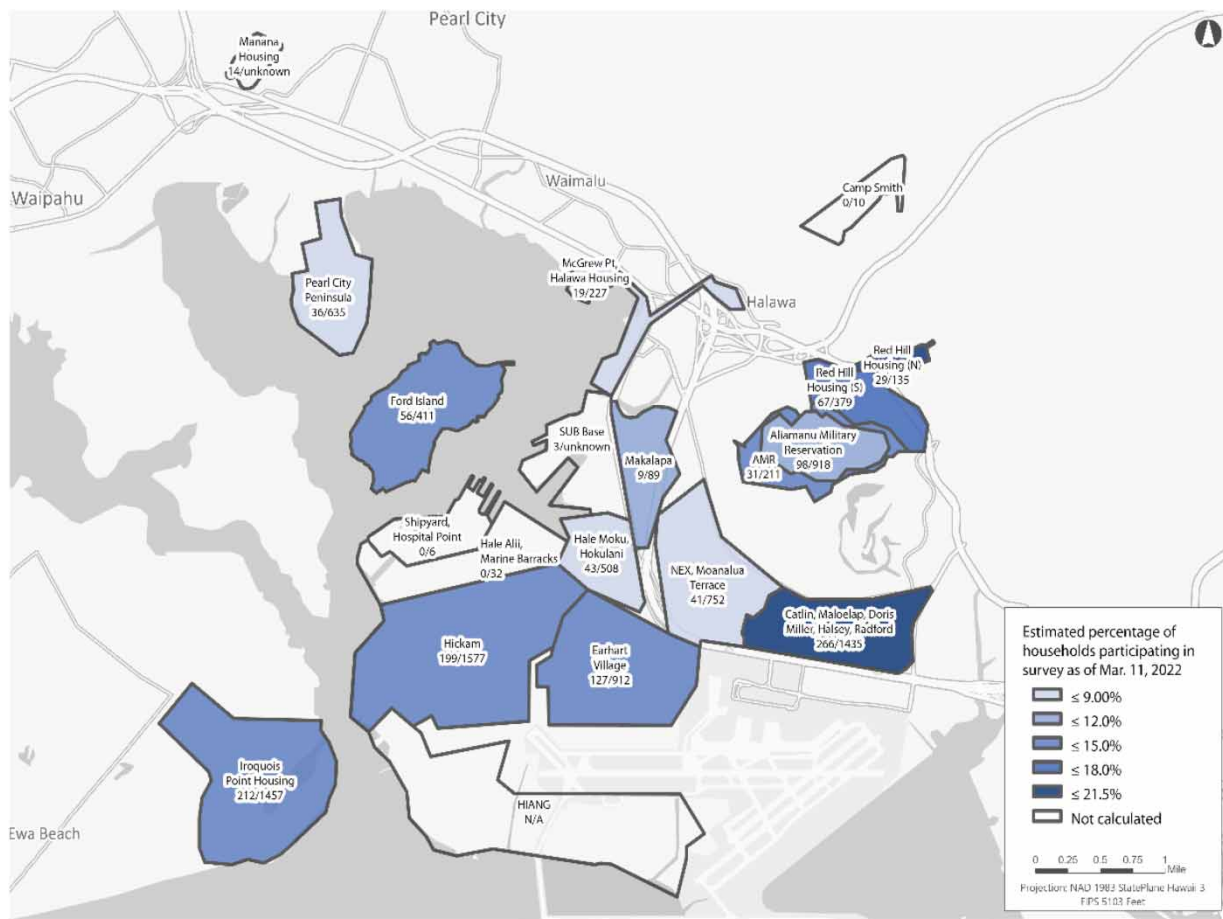 Pearl City
Manana
Housing
14/unknown
Waimalu
Waipahu
Camp Smith
0/10
McGrew Pt,
Halawa Housing
19/227
Pearl City
Peninsula
36/635
Halawa
Red Hill
Housing (N)
29/135
Red Hill
Housing (S)
67/379
Ford Island
56/411
SUB Base
3/unknown
Makalapa
9/89
Aliamanu Military
Reservation
98/918
AMR
31/211
Shipyard,
Hospital Point
0/6
Hale Alii,
Marine Barracks
0/32
Hale Moku,
Hokulani
43/508
NEX, Moanalua
Terrace
41/752
Catlin, Maloelap, Doris
Miller, Halsey, Radford
266/1435
Hickam
199/1577
Earhart
Village
127/912
Iroquois
Point Housing
212/1457
HIANG
N/A
Ewa Beach
Estimated percentage of
households participating in
survey as of Mar. 11, 2022
≤ 9.00%
≤ 12.0%
≤ 15.0%
≤ 18.0%
≤ 21.5%
Not calculated
0 0.25 0.5 0.75 1
Mile
Projection: NAD 1983 StatePlane Hawaii 3
FIPS 5103 Feet